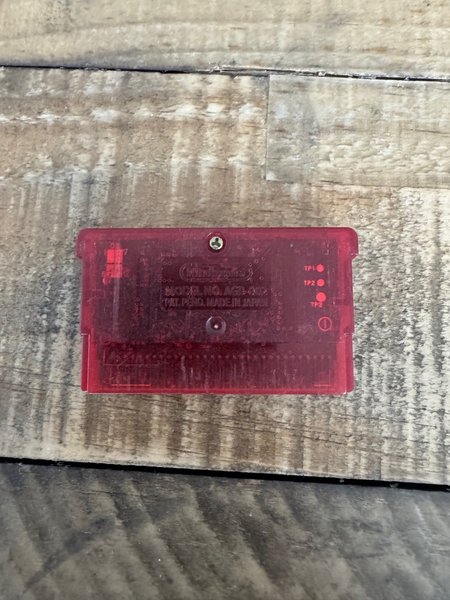 Nintendo
MODEL NO. AGB-002
PAT. PEND. MADE IN JAPAN
TP1
TP2
TP3